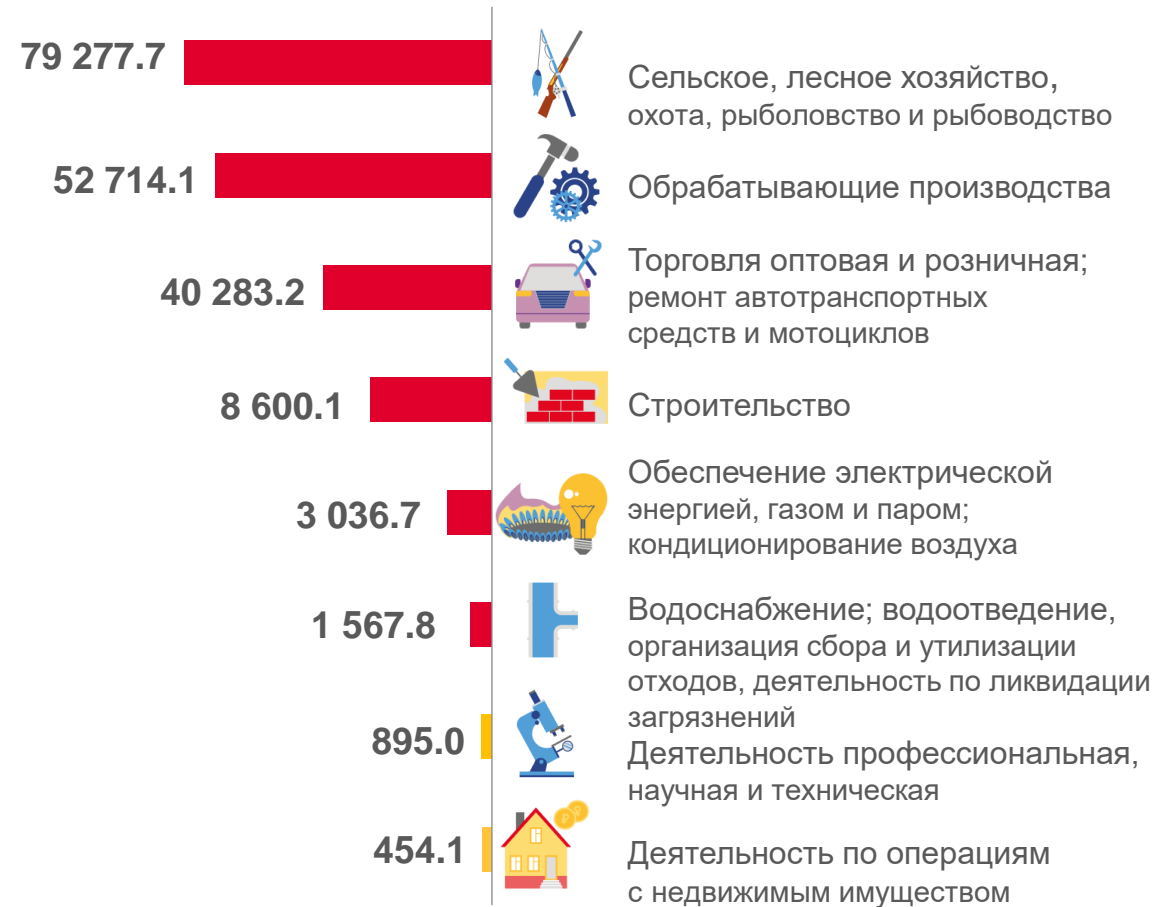 79 277.7
Сельское, лесное хозяйство,
охота, рыболовство и рыбоводство
52 714.1
Обрабатывающие производства
40 283.2
Торговля оптовая и розничная;
ремонт автотранспортных
средств и мотоциклов
8 600.1
Строительство
3 036.7
Обеспечение электрической
энергией, газом и паром;
кондиционирование воздуха
1 567.8
Водоснабжение; водоотведение,
организация сбора и утилизации
отходов, деятельность по ликвидации
загрязнений
895.0
Деятельность профессиональная,
научная и техническая
454.1
Деятельность по операциям
с недвижимым имуществом